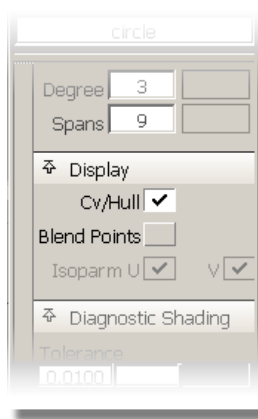 circle
Degree 3
Spans 9
Display
Cv/Hull
Blend Points
Isoparm U V
Diagnostic Shading
Tolerance
0.0100